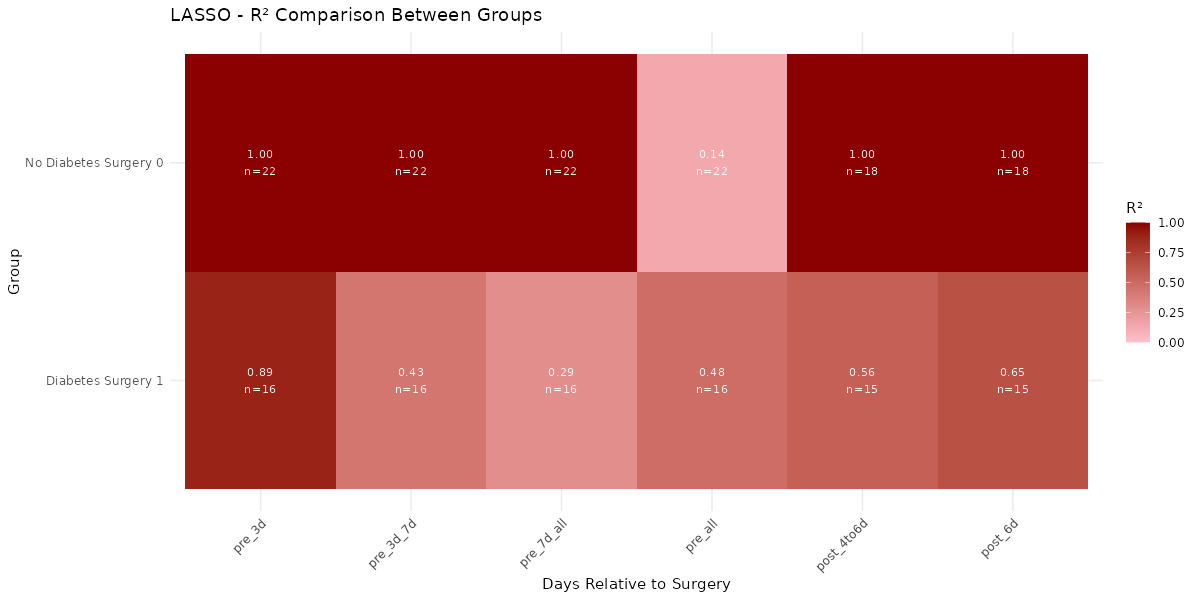 LASSO - R² Comparison Between Groups
Group
No Diabetes Surgery 0
1.00 1.00 1.00 0.14 1.00 1.00
n=22 n=22 n=22 n=22 n=18 n=18
Diabetes Surgery 1
0.89 0.43 0.29 0.48 0.56 0.65
n=16 n=16 n=16 n=16 n=15 n=15
pre_3d pre_3d_7d pre_7d_all pre_all post_4to6d post_6d
Days Relative to Surgery
R²
1.00
0.75
0.50
0.25
0.00